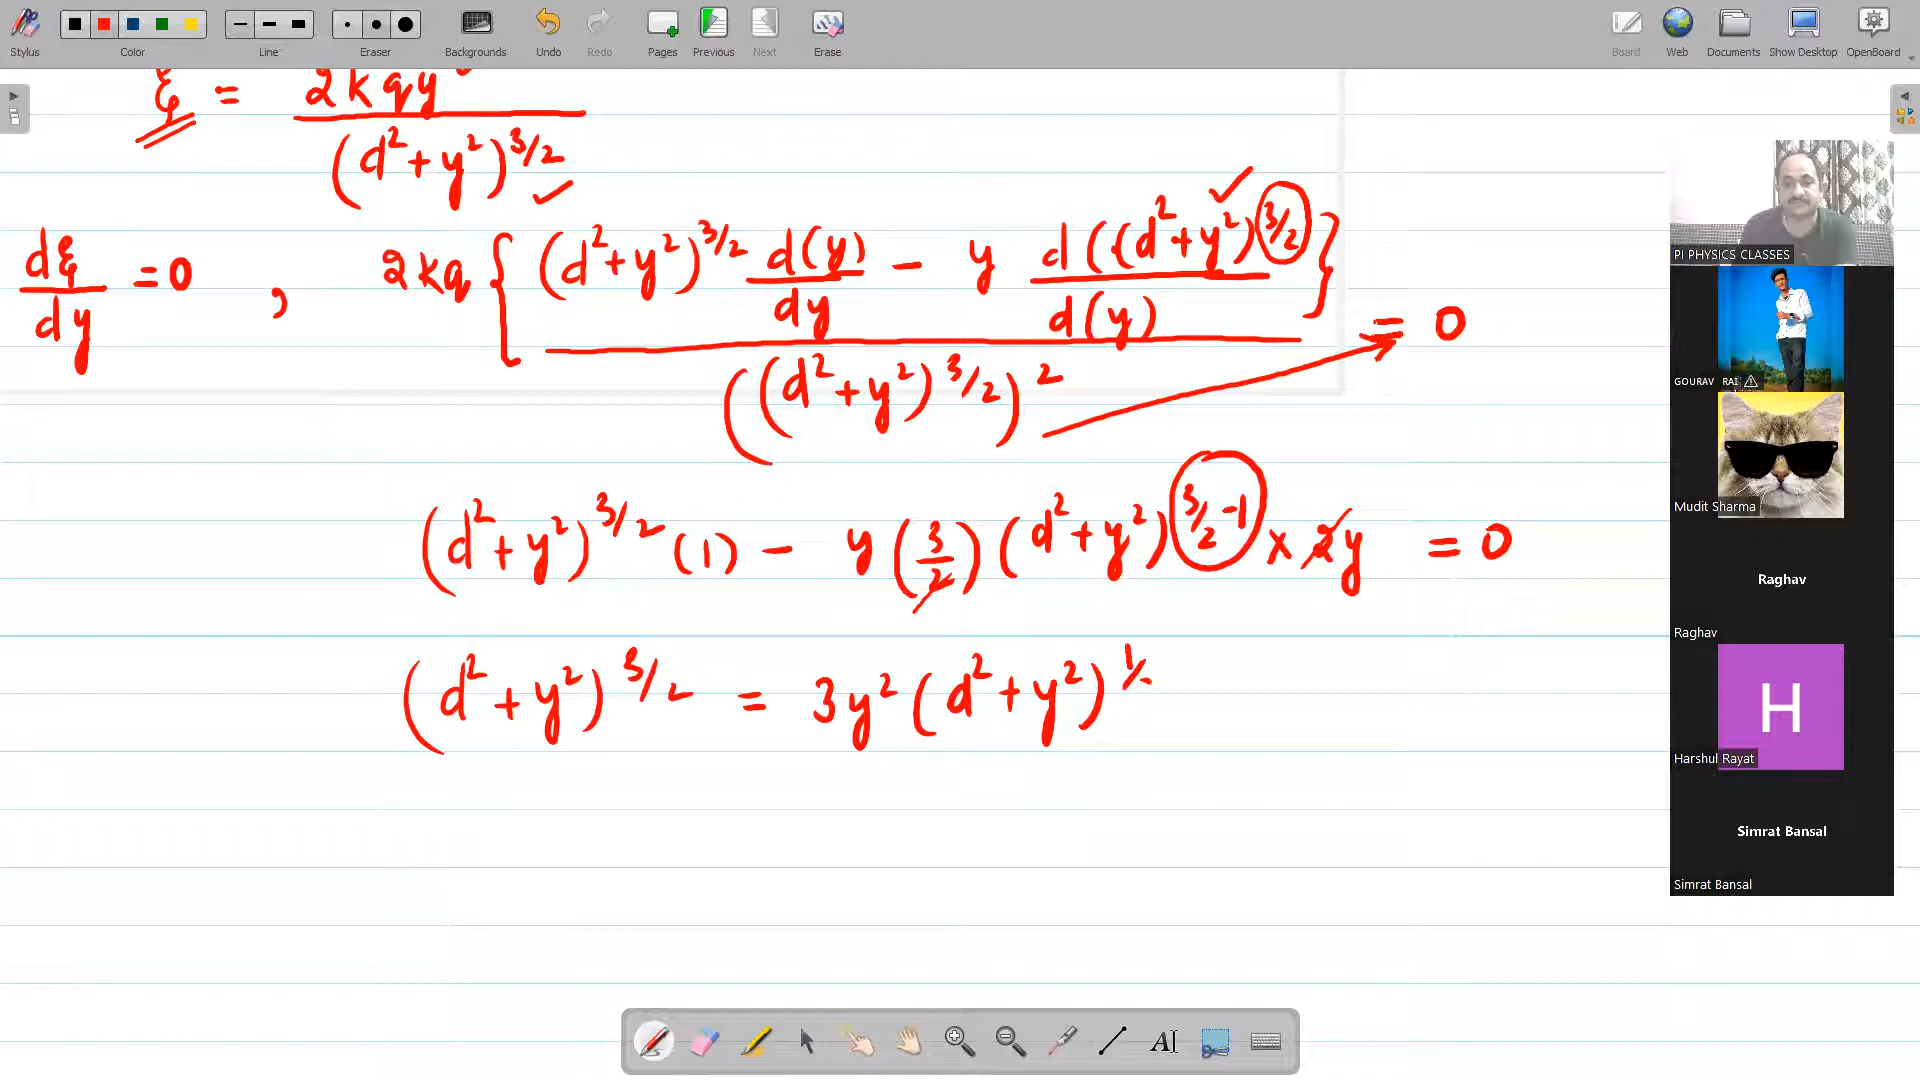 Stylus Color Line Eraser Backgrounds Undo Redo Pages Previous Next Erase Board Web Documents Show Desktop OpenBoard
ξ = 2kqy / (d² + y²)^3/2 ✓
dξ/dy = 0 , 2kq { (d² + y²)^3/2 d(y)/dy − y d((d² + y²)^3/2)/d(y) } / ((d² + y²)^3/2)² = 0
(d² + y²)^3/2 (1) − y (3/2) (d² + y²)^3/2 -1 × 2y = 0
(d² + y²)^3/2 = 3y² (d² + y²)^1/
PI PHYSICS CLASSES
GOURAV RAI
Mudit Sharma
Raghav
Raghav
H
Harshul Rayat
Simrat Bansal
Simrat Bansal